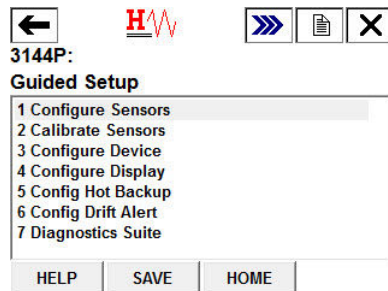 H
3144P:
Guided Setup
1 Configure Sensors
2 Calibrate Sensors
3 Configure Device
4 Configure Display
5 Config Hot Backup
6 Config Drift Alert
7 Diagnostics Suite
HELP SAVE HOME